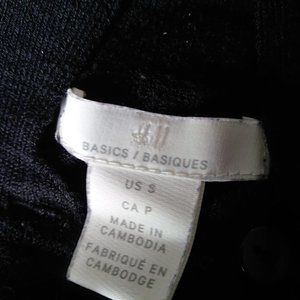 BASICS / BASIQUES
US S
CA P
MADE IN
CAMBODIA
FABRIQUÉ EN
CAMBODGE